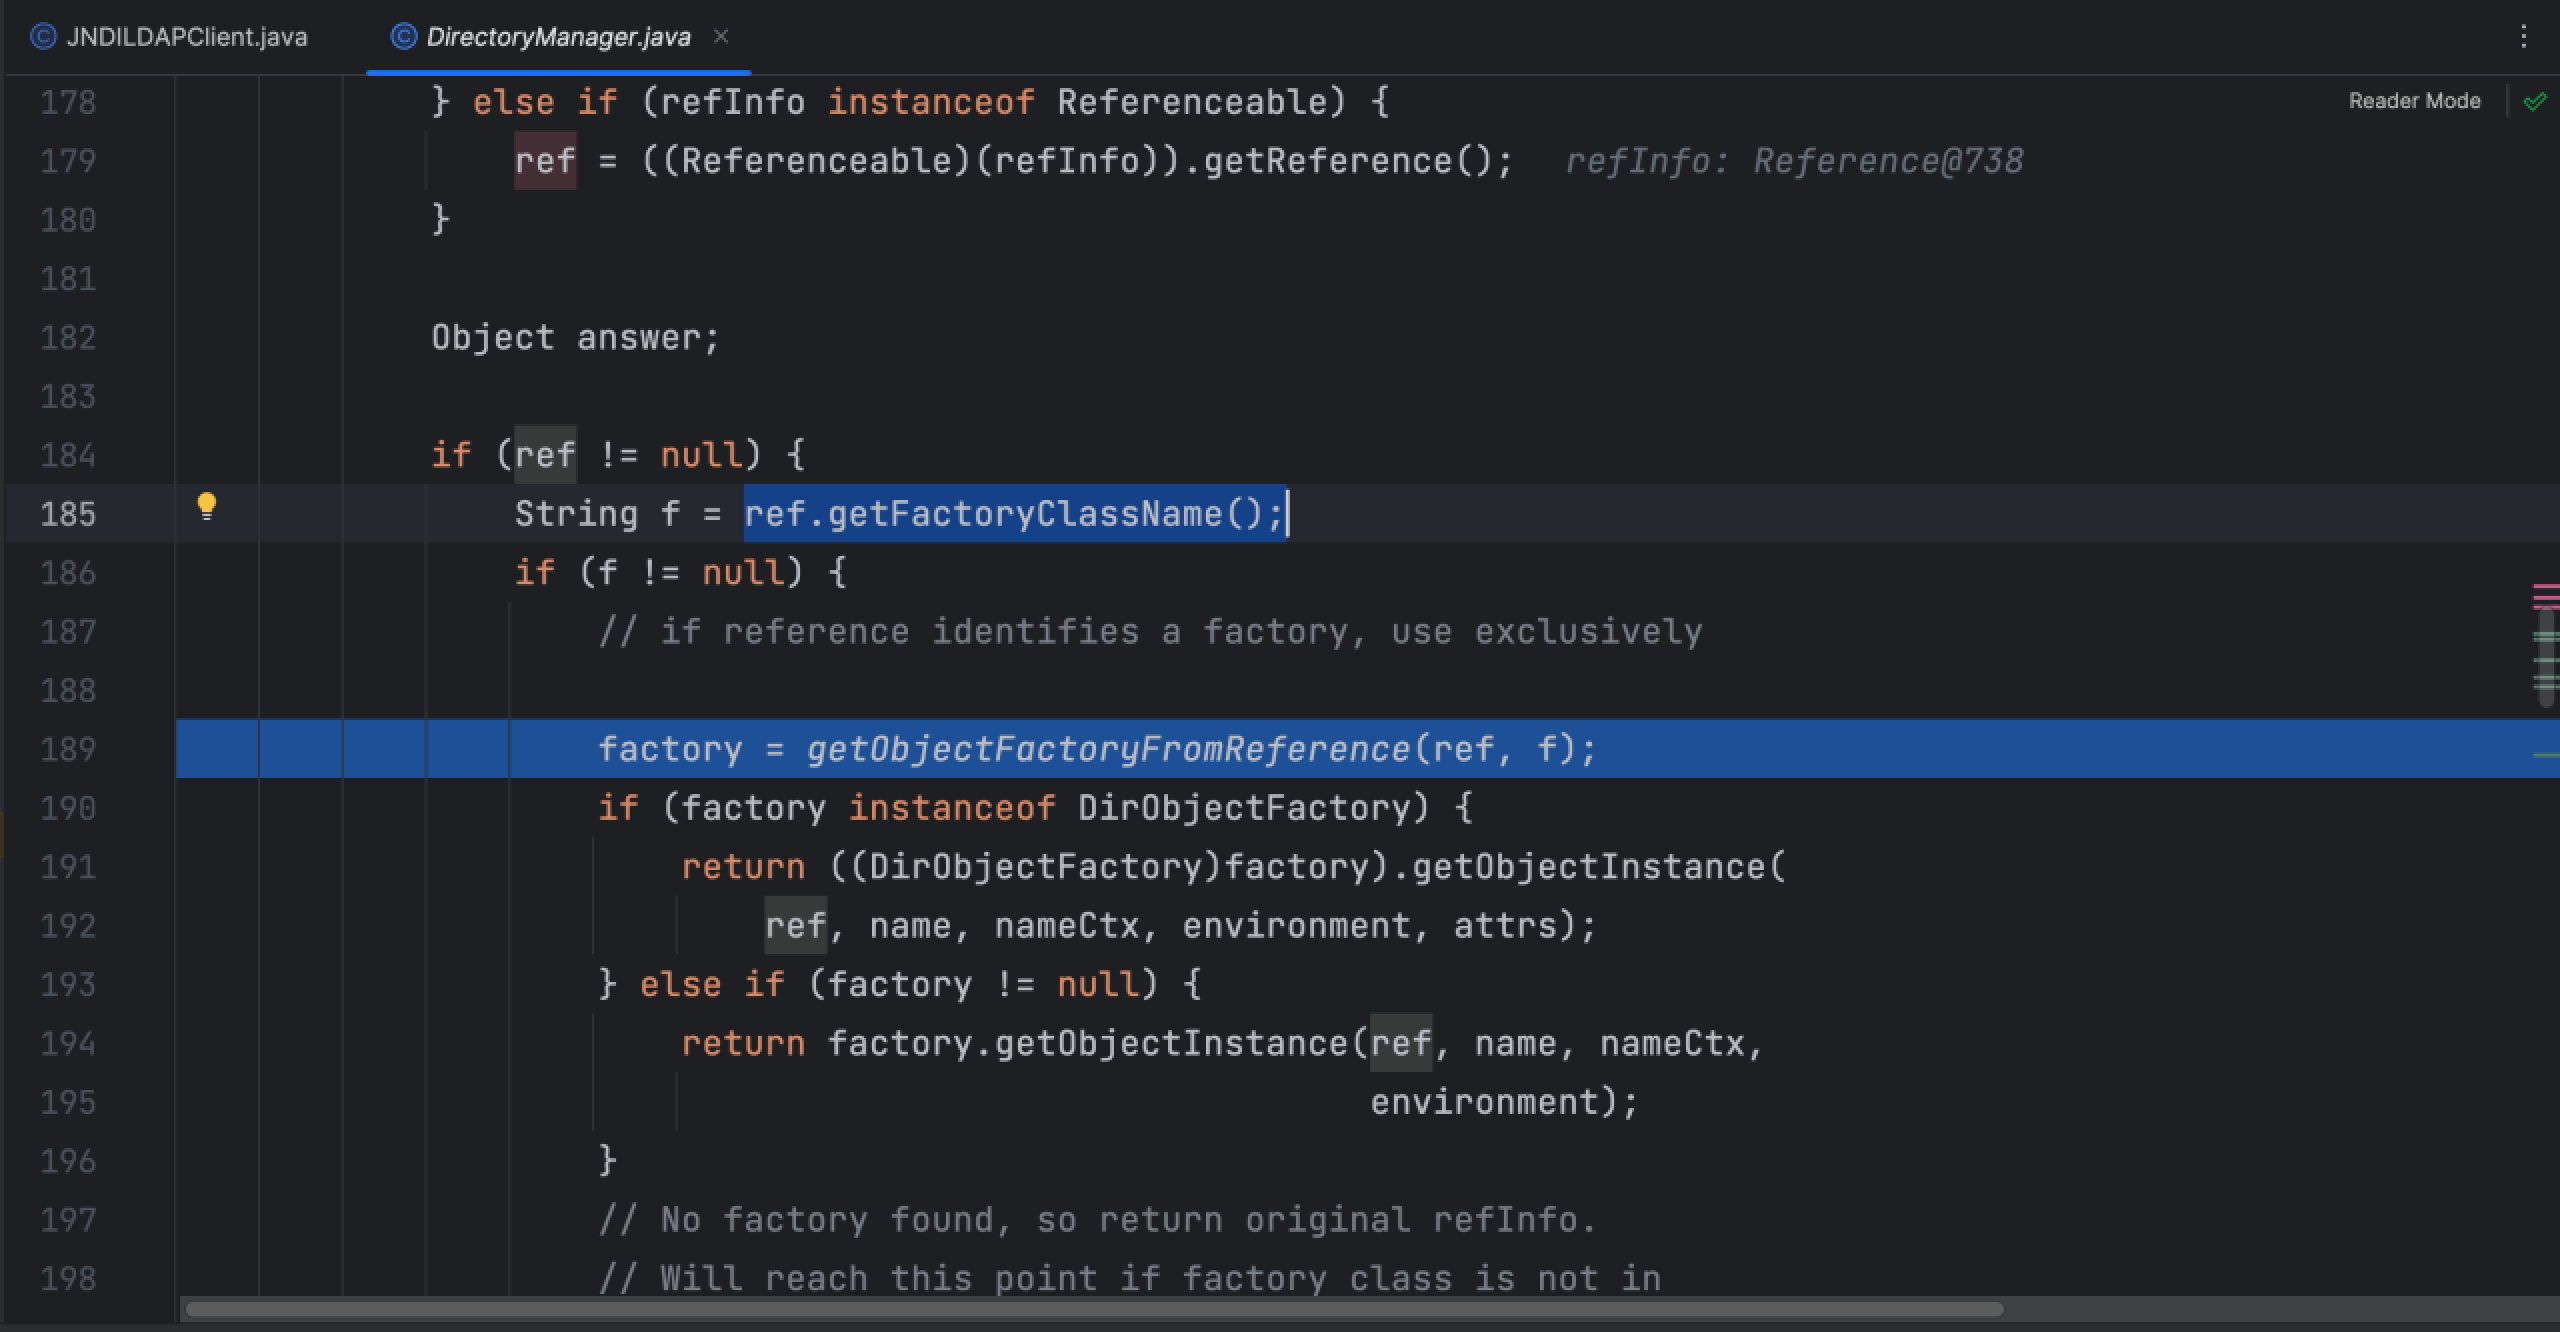 JNDILDAPClient.java
DirectoryManager.java
Reader Mode
178 } else if (refInfo instanceof Referenceable) {
179 ref = ((Referenceable)(refInfo)).getReference(); refInfo: Reference@738
180 }
181
182 Object answer;
183
184 if (ref != null) {
185 String f = ref.getFactoryClassName();
186 if (f != null) {
187 // if reference identifies a factory, use exclusively
188
189 factory = getObjectFactoryFromReference(ref, f);
190 if (factory instanceof DirObjectFactory) {
191 return ((DirObjectFactory)factory).getObjectInstance(
192 ref, name, nameCtx, environment, attrs);
193 } else if (factory != null) {
194 return factory.getObjectInstance(ref, name, nameCtx,
195 environment);
196 }
197 // No factory found, so return original refInfo.
198 // Will reach this point if factory class is not in